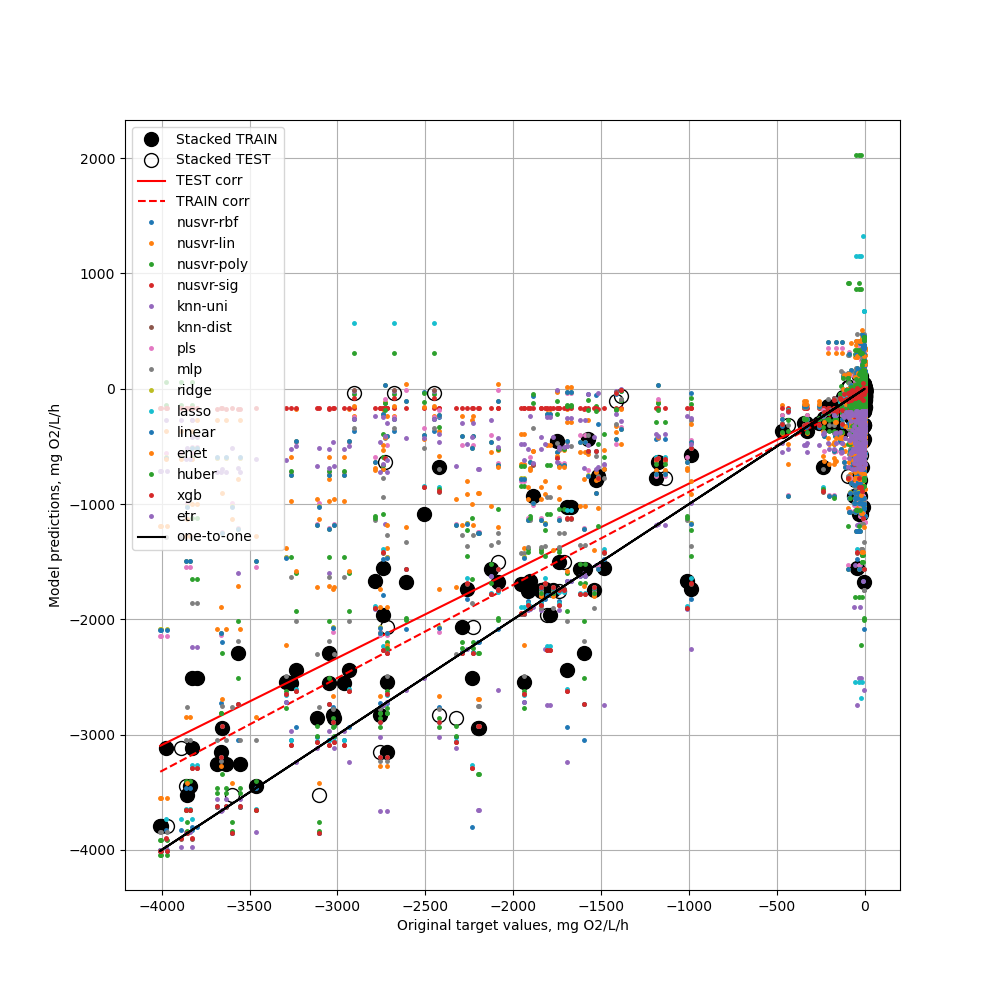 2000
1000
0
−1000
−2000
−3000
−4000
Model predictions, mg O2/L/h
Stacked TRAIN
Stacked TEST
TEST corr
TRAIN corr
nusvr-rbf
nusvr-lin
nusvr-poly
nusvr-sig
knn-uni
knn-dist
pls
mlp
ridge
lasso
linear
enet
huber
xgb
etr
one-to-one
−4000 −3500 −3000 −2500 −2000 −1500 −1000 −500 0
Original target values, mg O2/L/h